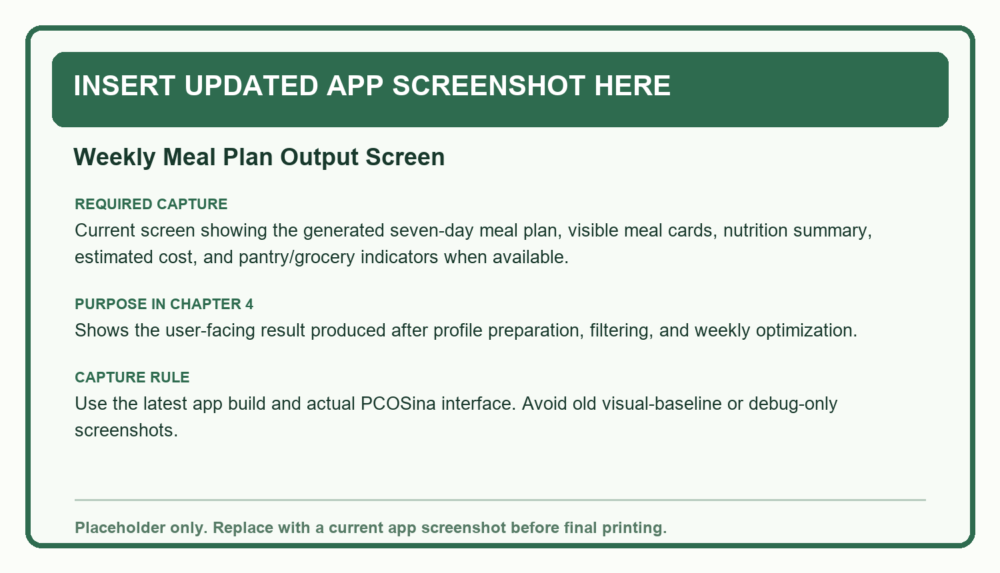 INSERT UPDATED APP SCREENSHOT HERE
Weekly Meal Plan Output Screen
REQUIRED CAPTURE
Current screen showing the generated seven-day meal plan, visible meal cards, nutrition summary,
estimated cost, and pantry/grocery indicators when available.
PURPOSE IN CHAPTER 4
Shows the user-facing result produced after profile preparation, filtering, and weekly optimization.
CAPTURE RULE
Use the latest app build and actual PCOSina interface. Avoid old visual-baseline or debug-only
screenshots.
Placeholder only. Replace with a current app screenshot before final printing.